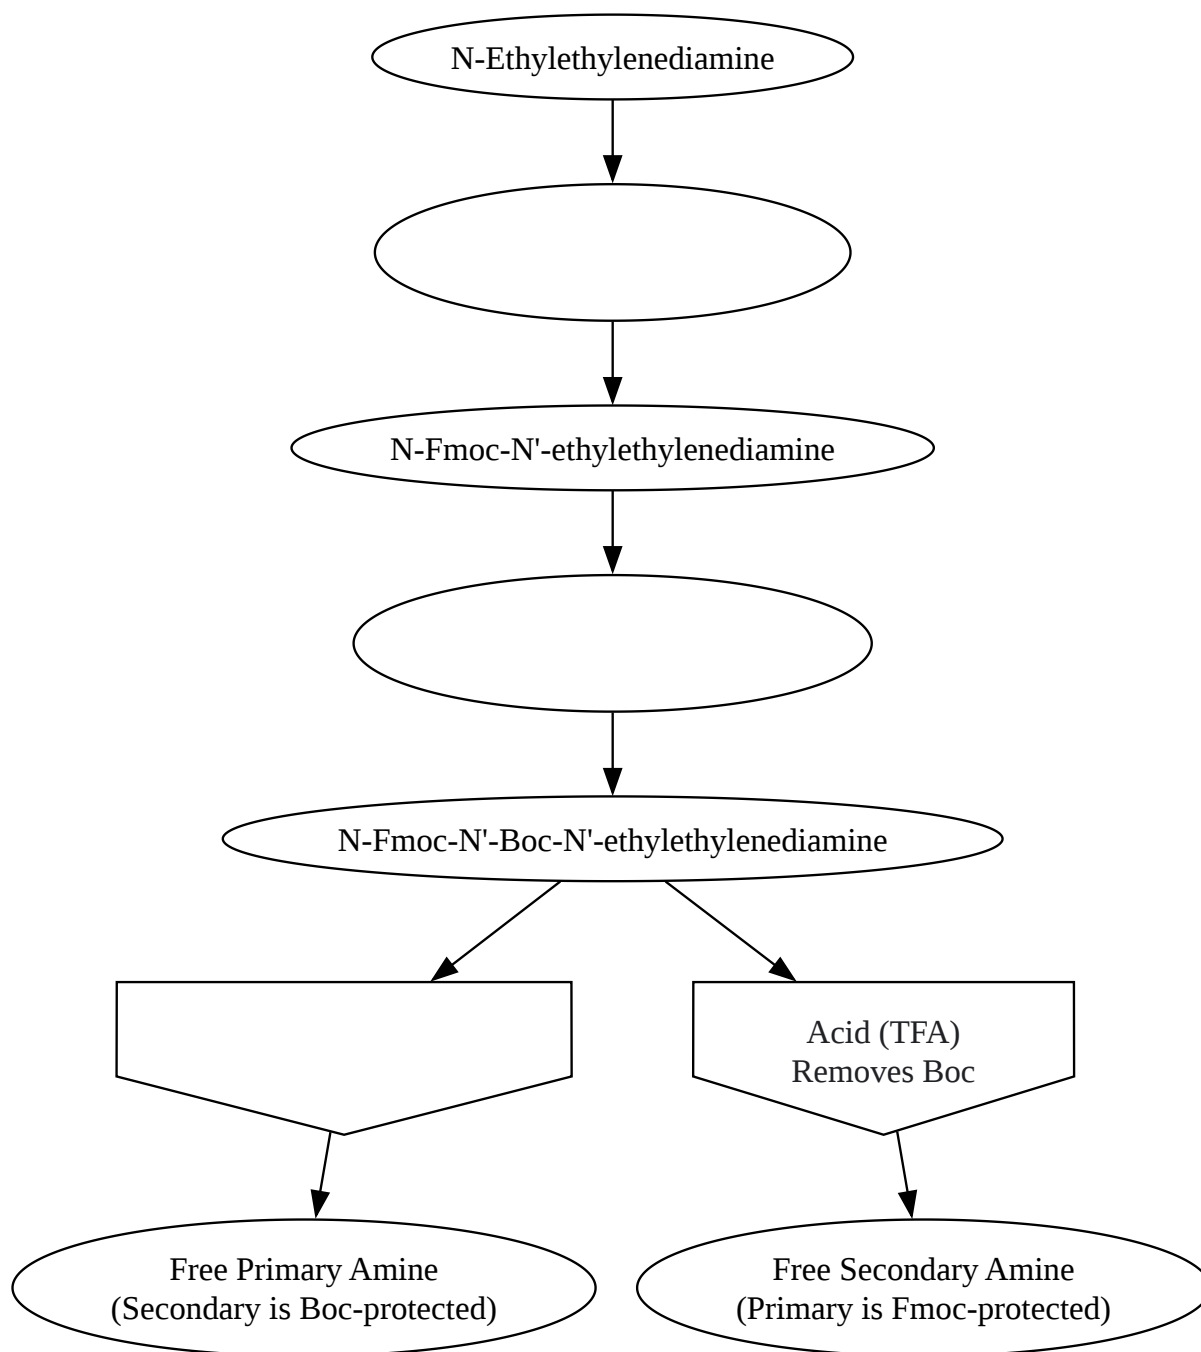 N-Ethylethylenediamine
N-Fmoc-N'-ethylethylenediamine
N-Fmoc-N'-Boc-N'-ethylethylenediamine
Acid (TFA)
Removes Boc
Free Primary Amine
(Secondary is Boc-protected)
Free Secondary Amine
(Primary is Fmoc-protected)